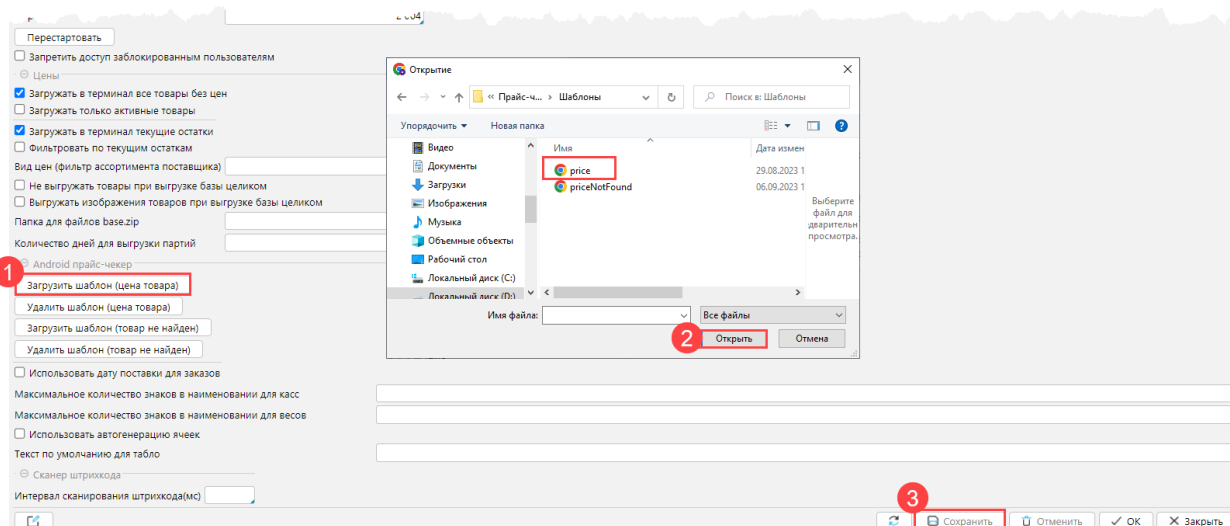 Перестартовать
Запретить доступ заблокированным пользователям
Цены
Загружать в терминал все товары без цен
Загружать только активные товары
Загружать в терминал текущие остатки
Фильтровать по текущим остаткам
Вид цен (фильтр ассортимента поставщика)
Не выгружать товары при выгрузке базы целиком
Выгружать изображения товаров при выгрузке базы целиком
Папка для файлов base.zip
Количество дней для выгрузки партий
Android прайс-чекер
1
Загрузить шаблон (цена товара)
Удалить шаблон (цена товара)
Загрузить шаблон (товар не найден)
Удалить шаблон (товар не найден)
Использовать дату поставки для заказов
Максимальное количество знаков в наименовании для касс
Максимальное количество знаков в наименовании для весов
Использовать автогенерацию ячеек
Текст по умолчанию для табло
Сканер штрихкода
Интервал сканирования штрихкода(мс)
Открытие
« Прайс-ч... › Шаблоны
Поиск в: Шаблоны
Упорядочить
Новая папка
Видео
Документы
Загрузки
Изображения
Музыка
Объемные объекты
Рабочий стол
Локальный диск (C:)
Локальный диск (D:)
Имя
Дата измен
price
29.08.2023 1
priceNotFound
06.09.2023 1
Выберите
файл для
дварительн
просмотра.
Имя файла:
Все файлы
2
Открыть
Отмена
3
Сохранить
Отменить
OK
Закрыть